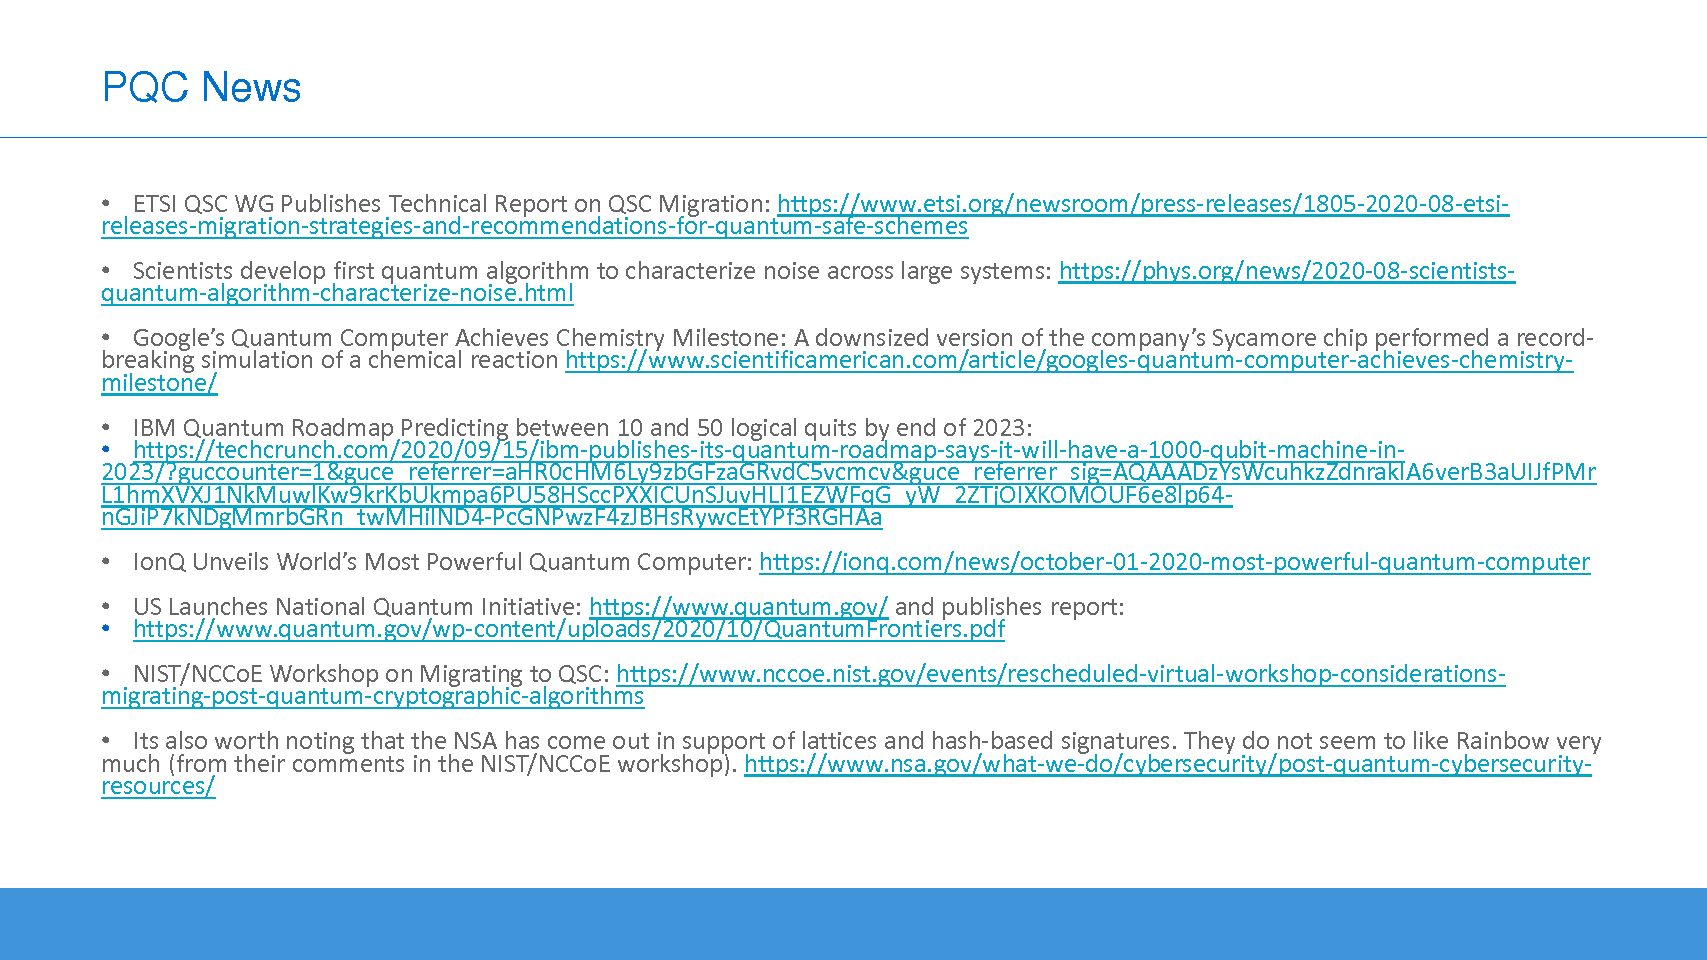 PQC News
• ETSI QSC WG Publishes Technical Report on QSC Migration: https://www.etsi.org/newsroom/press-releases/1805-2020-08-etsi-
releases-migration-strategies-and-recommendations-for-quantum-safe-schemes
• Scientists develop first quantum algorithm to characterize noise across large systems: https://phys.org/news/2020-08-scientists-
quantum-algorithm-characterize-noise.html
• Google’s Quantum Computer Achieves Chemistry Milestone: A downsized version of the company’s Sycamore chip performed a record-
breaking simulation of a chemical reaction https://www.scientificamerican.com/article/googles-quantum-computer-achieves-chemistry-
milestone/
• IBM Quantum Roadmap Predicting between 10 and 50 logical quits by end of 2023:
• https://techcrunch.com/2020/09/15/ibm-publishes-its-quantum-roadmap-says-it-will-have-a-1000-qubit-machine-in-
2023/?guccounter=1&guce_referrer=aHR0cHM6Ly9zbGFzaGRvdC5vcmcv&guce_referrer_sig=AQAAADzYsWcuhkzZdnrakIA6verB3aUIJfPMr
L1hmXVXJ1NkMuwlKw9krKbUkmpa6PU58HSccPXXICUnSJuvHLI1EZWFqG_yW_2ZTjOIXKOMOUF6e8lp64-
nGJiP7kNDgMmrbGRn_twMHilND4-PcGNPwzF4zJBHsRywcEtYPf3RGHAa
• IonQ Unveils World’s Most Powerful Quantum Computer: https://ionq.com/news/october-01-2020-most-powerful-quantum-computer
• US Launches National Quantum Initiative: https://www.quantum.gov/ and publishes report:
• https://www.quantum.gov/wp-content/uploads/2020/10/QuantumFrontiers.pdf
• NIST/NCCoE Workshop on Migrating to QSC: https://www.nccoe.nist.gov/events/rescheduled-virtual-workshop-considerations-
migrating-post-quantum-cryptographic-algorithms
• Its also worth noting that the NSA has come out in support of lattices and hash-based signatures. They do not seem to like Rainbow very
much (from their comments in the NIST/NCCoE workshop). https://www.nsa.gov/what-we-do/cybersecurity/post-quantum-cybersecurity-
resources/